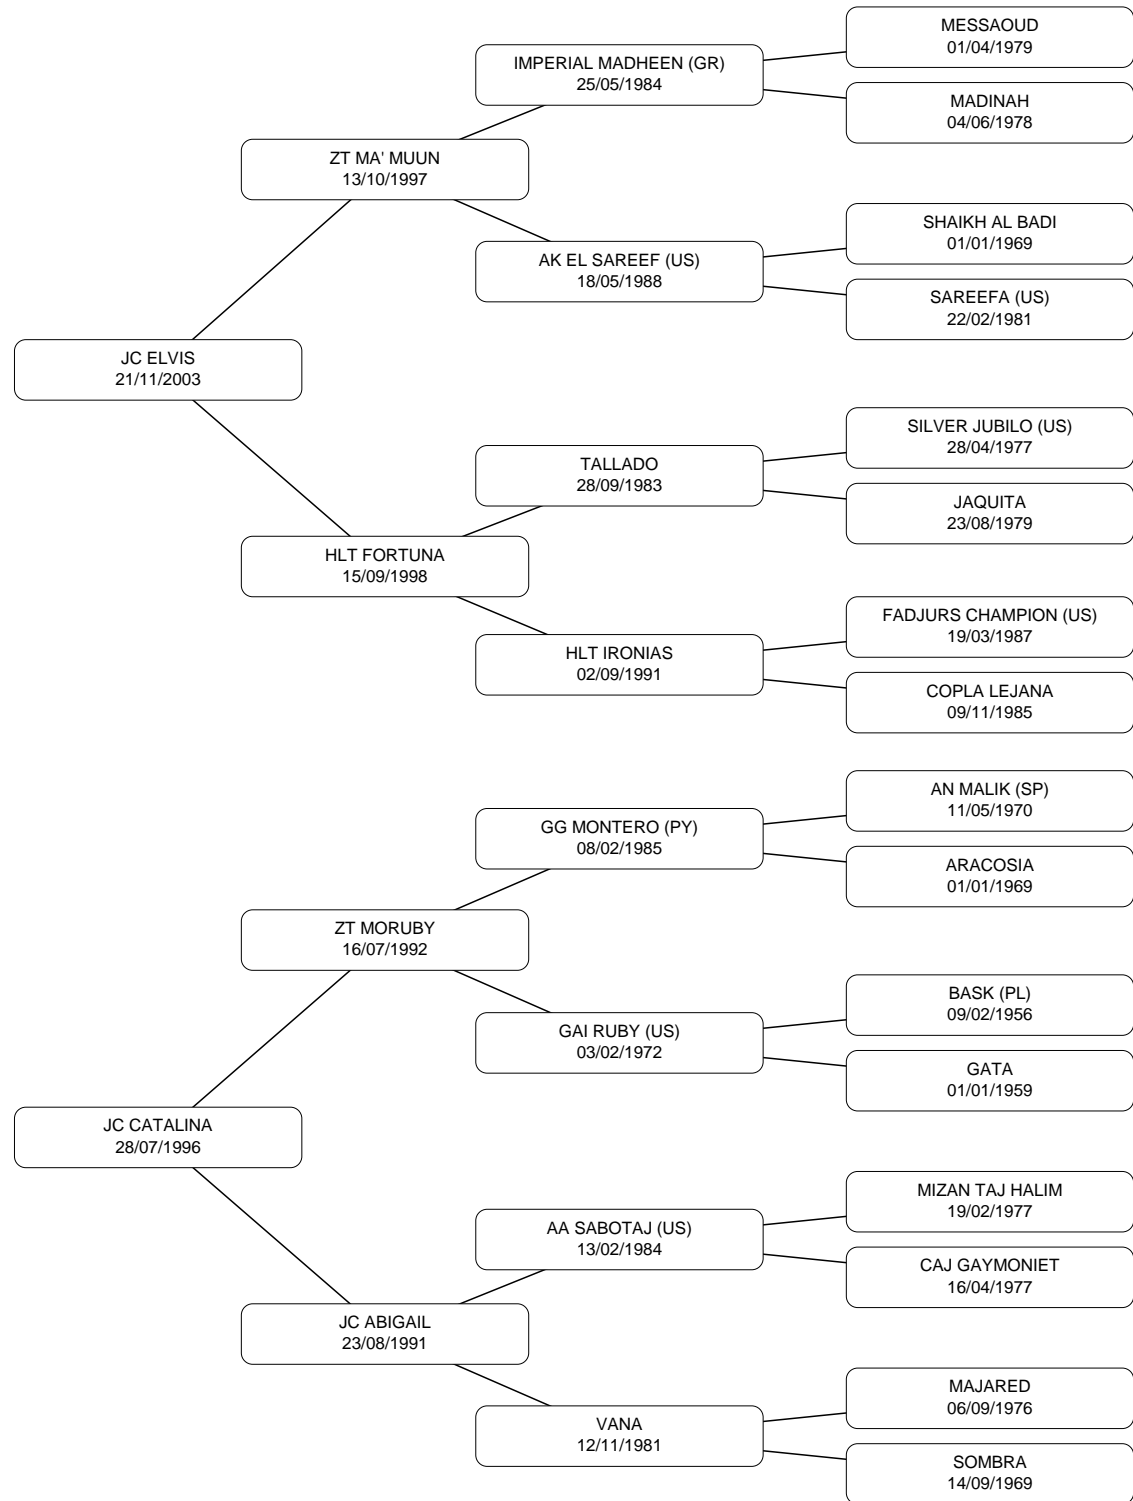 MESSAOUD
01/04/1979
IMPERIAL MADHEEN (GR)
25/05/1984
MADINAH
04/06/1978
ZT MA' MUUN
13/10/1997
SHAIKH AL BADI
01/01/1969
AK EL SAREEF (US)
18/05/1988
SAREEFA (US)
22/02/1981
JC ELVIS
21/11/2003
SILVER JUBILO (US)
28/04/1977
TALLADO
28/09/1983
JAQUITA
23/08/1979
HLT FORTUNA
15/09/1998
FADJURS CHAMPION (US)
19/03/1987
HLT IRONIAS
02/09/1991
COPLA LEJANA
09/11/1985
AN MALIK (SP)
11/05/1970
GG MONTERO (PY)
08/02/1985
ARACOSIA
01/01/1969
ZT MORUBY
16/07/1992
BASK (PL)
09/02/1956
GAI RUBY (US)
03/02/1972
GATA
01/01/1959
JC CATALINA
28/07/1996
MIZAN TAJ HALIM
19/02/1977
AA SABOTAJ (US)
13/02/1984
CAJ GAYMONIET
16/04/1977
JC ABIGAIL
23/08/1991
MAJARED
06/09/1976
VANA
12/11/1981
SOMBRA
14/09/1969